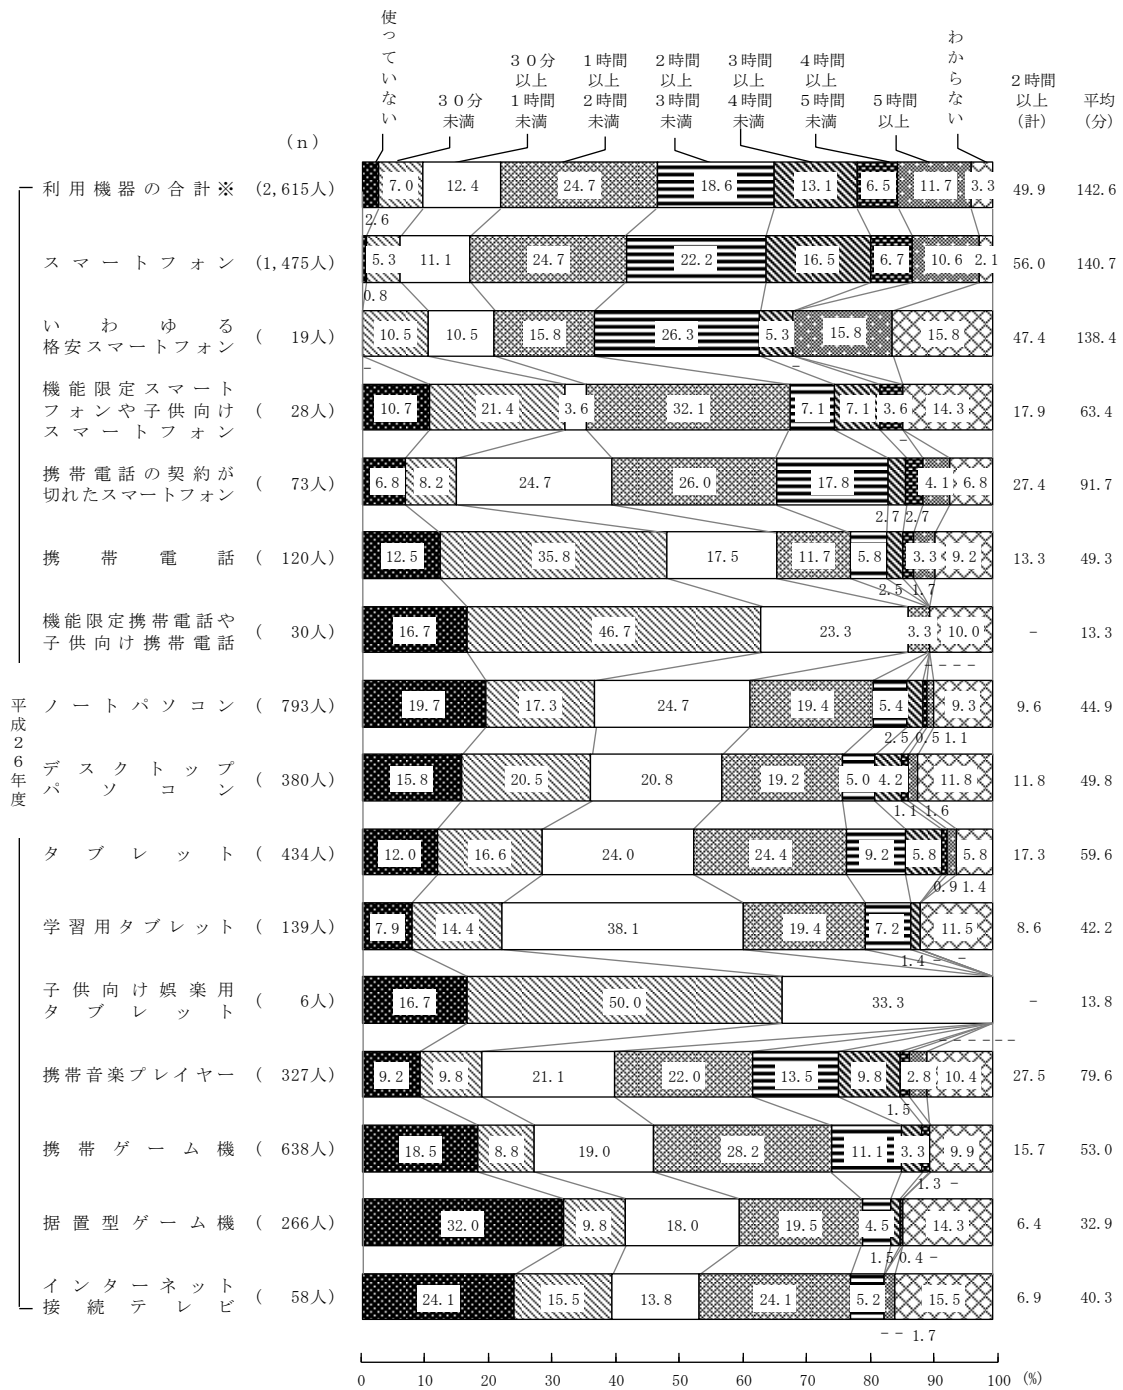 使っていない
３０分
未満
３０分
以上
１時間
未満
１時間
以上
２時間
未満
２時間
以上
３時間
未満
３時間
以上
４時間
未満
４時間
以上
５時間
未満
５時間
以上
わからない
２時間
以上
（計）
平均
（分）
（ｎ）
平成２６年度
利用機器の合計※ (2,615人) 7.0 12.4 24.7 18.6 13.1 6.5 11.7 3.3 49.9 142.6
2.6
スマートフォン (1,475人) 5.3 11.1 24.7 22.2 16.5 6.7 10.6 2.1 56.0 140.7
0.8
いわゆる
格安スマートフォン ( 19人) 10.5 10.5 15.8 26.3 5.3 15.8 15.8 47.4 138.4
- -
機能限定スマート
フォンや子供向け
スマートフォン ( 28人) 10.7 21.4 3.6 32.1 7.1 7.1 3.6 14.3 17.9 63.4
-
携帯電話の契約が
切れたスマートフォン ( 73人) 6.8 8.2 24.7 26.0 17.8 4.1 6.8 27.4 91.7
2.7 2.7
携帯電話 ( 120人) 12.5 35.8 17.5 11.7 5.8 3.3 9.2 13.3 49.3
2.5 1.7
機能限定携帯電話や
子供向け携帯電話 ( 30人) 16.7 46.7 23.3 3.3 10.0 - 13.3
- - - -
ノートパソコン ( 793人) 19.7 17.3 24.7 19.4 5.4 9.3 9.6 44.9
2.5 0.5 1.1
デスクトップ
パソコン ( 380人) 15.8 20.5 20.8 19.2 5.0 4.2 11.8 11.8 49.8
1.1 1.6
タブレット ( 434人) 12.0 16.6 24.0 24.4 9.2 5.8 5.8 17.3 59.6
0.9 1.4
学習用タブレット ( 139人) 7.9 14.4 38.1 19.4 7.2 11.5 8.6 42.2
1.4 - -
子供向け娯楽用
タブレット ( 6人) 16.7 50.0 33.3 - 13.8
- - - - - -
携帯音楽プレイヤー ( 327人) 9.2 9.8 21.1 22.0 13.5 9.8 2.8 10.4 27.5 79.6
1.5
携帯ゲーム機 ( 638人) 18.5 8.8 19.0 28.2 11.1 3.3 9.9 15.7 53.0
1.3 -
据置型ゲーム機 ( 266人) 32.0 9.8 18.0 19.5 4.5 14.3 6.4 32.9
1.5 0.4 -
インターネット
接続テレビ ( 58人) 24.1 15.5 13.8 24.1 5.2 15.5 6.9 40.3
- - 1.7
0 10 20 30 40 50 60 70 80 90 100 (%)